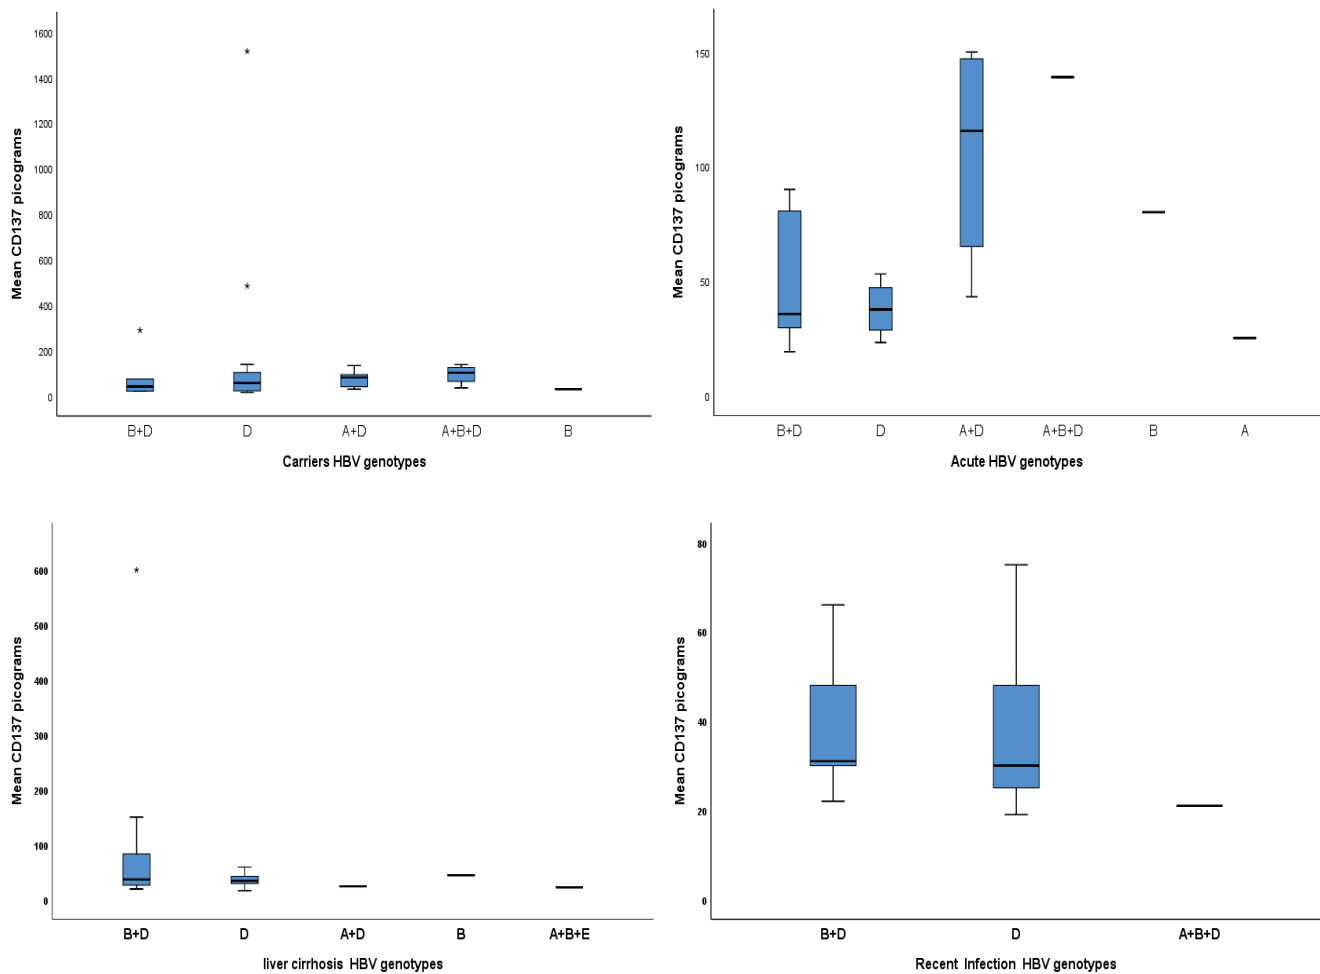 Mean CD137 picograms
1600
1400
1200
1000
800
600
400
200
0
* * * *
B+D D A+D A+B+D B
Carriers HBV genotypes
Mean CD137 picograms
150
100
50
0
B+D D A+D A+B+D B A
Acute HBV genotypes
Mean CD137 picograms
600
500
400
300
200
100
0
*
B+D D A+D B A+B+E
liver cirrhosis HBV genotypes
Mean CD137 picograms
80
60
40
20
0
B+D D A+B+D
Recent Infection HBV genotypes